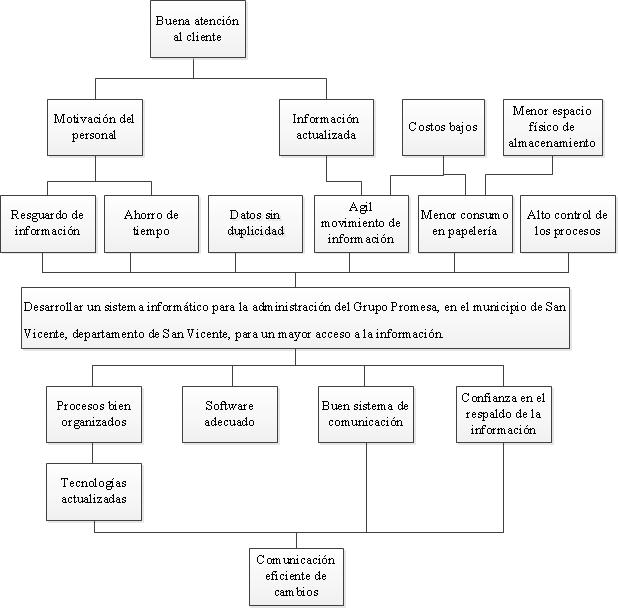 Buena atención
al cliente
Motivación del
personal
Información
actualizada
Costos bajos
Menor espacio
físico de
almacenamiento
Resguardo de
información
Ahorro de
tiempo
Datos sin
duplicidad
Agil
movimiento de
información
Menor consumo
en papelería
Alto control de
los procesos
Desarrollar un sistema informático para la administración del Grupo Promesa, en el municipio de San
Vicente, departamento de San Vicente, para un mayor acceso a la información.
Procesos bien
organizados
Software
adecuado
Buen sistema de
comunicación
Confianza en el
respaldo de la
información
Tecnologías
actualizadas
Comunicación
eficiente de
cambios